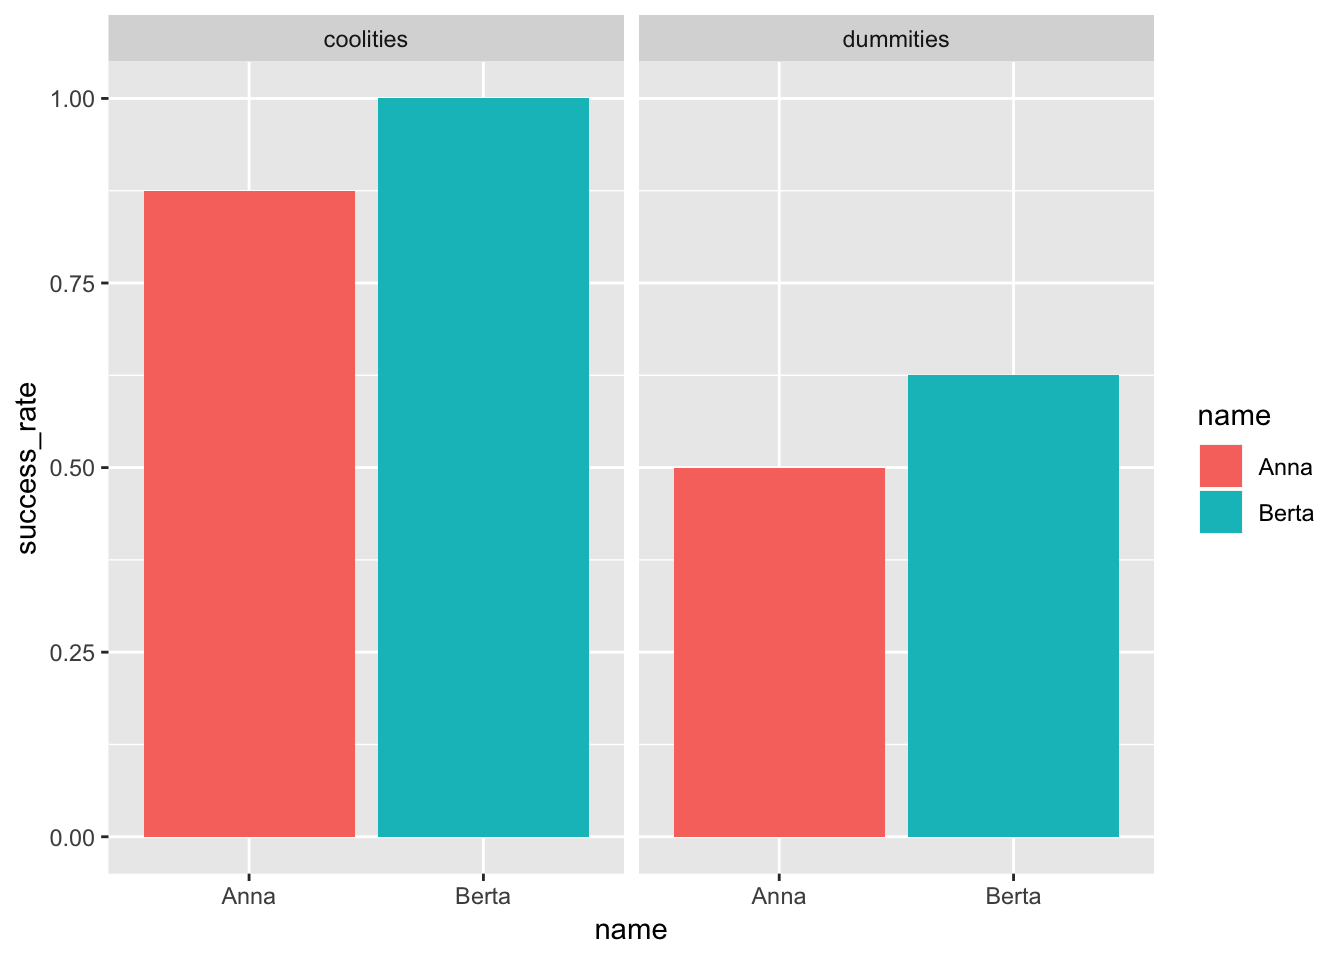 coolities
dummities
1.00
0.75
0.50
0.25
0.00
success_rate
Anna
Berta
Anna
Berta
name
name
Anna
Berta